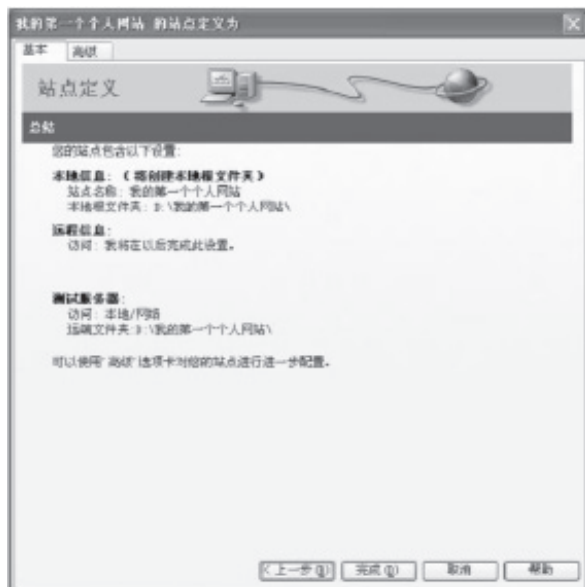 我的第一个个人网站 的站点定义为
基本 高级
站点定义
总结
您的站点包含以下设置:
本地信息: (将创建本地根文件夹)
站点名称: 我的第一个个人网站
本地根文件夹: D:\我的第一个个人网站\
远程信息:
访问: 我将在以后完成此设置。
测试服务器:
访问: 本地/网络
远端文件夹:D:\我的第一个个人网站\
可以使用“高级”选项卡对您的站点进行进一步配置。
<上一步(B) 完成(D) 取消 帮助